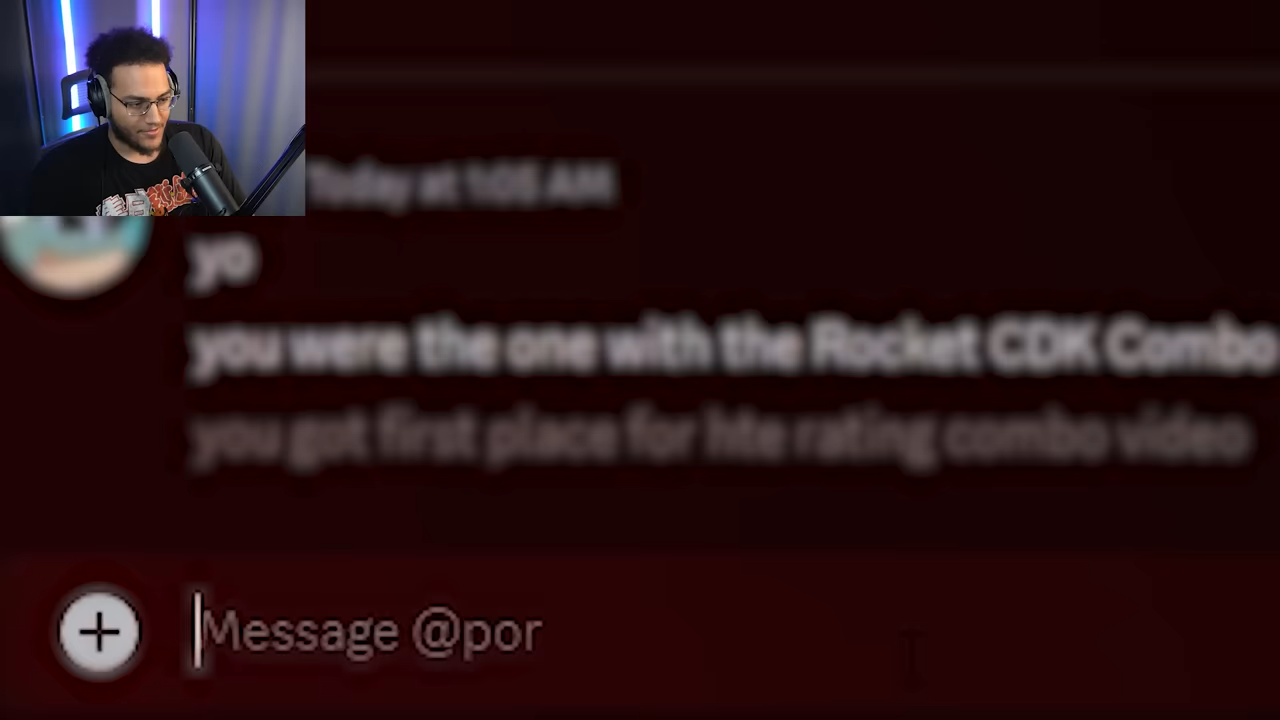 Today at 1:05 AM
yo
you were the one with the Rocket CDK Combo
you got first place for hte rating combo video
Message @por